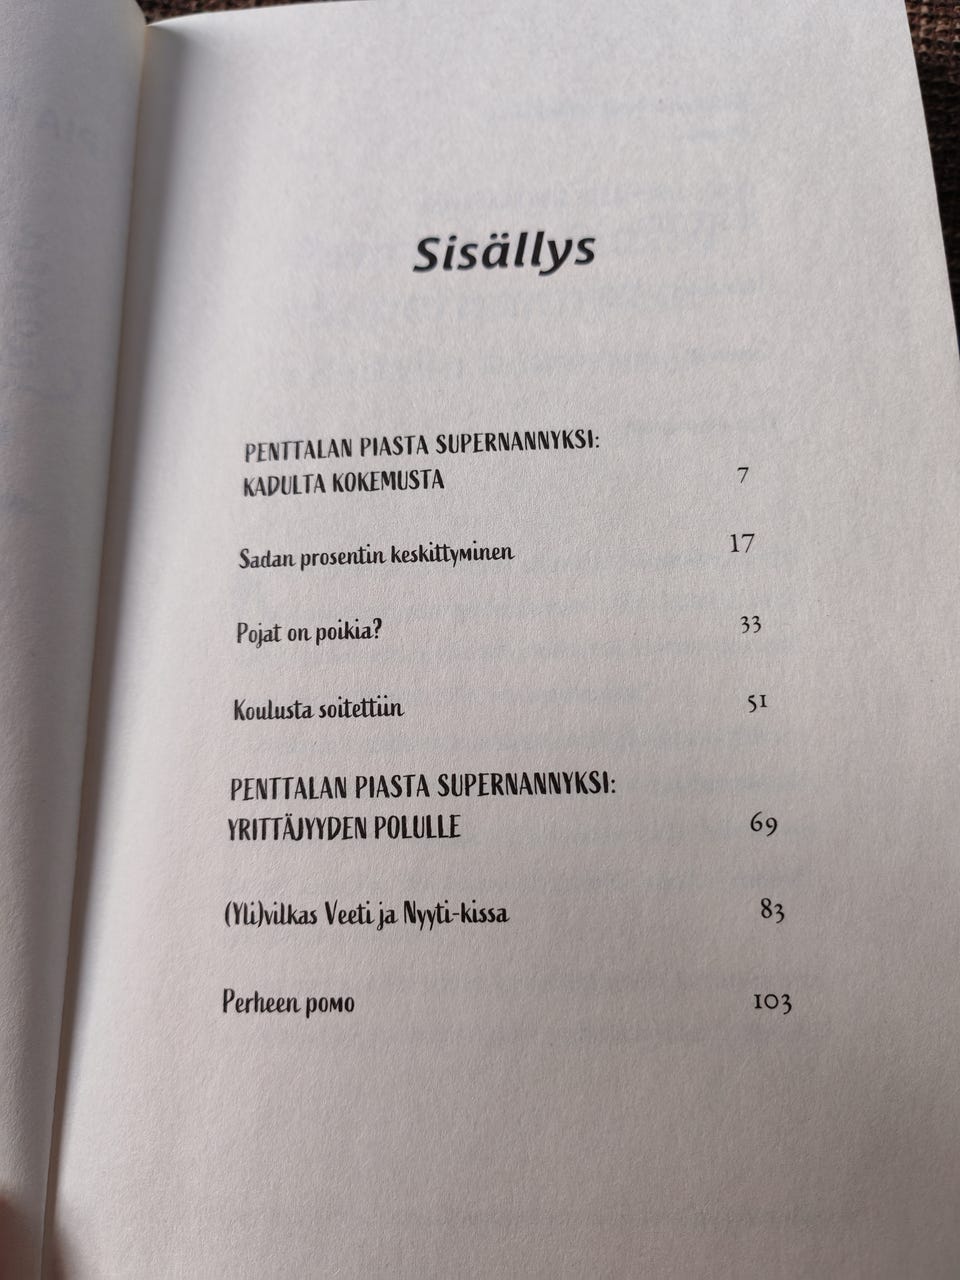 Sisällys
PENTTALAN PIASTA SUPERNANNYKSI:
KADULTA KOKEMUSTA 7
Sadan prosentin keskittyminen 17
Pojat on poikia? 33
Koulusta soitettiin 51
PENTTALAN PIASTA SUPERNANNYKSI:
YRITTÄJYYDEN POLULLE 69
(Yli)vilkas Veeti ja Nyyti-kissa 83
Perheen pomo 103